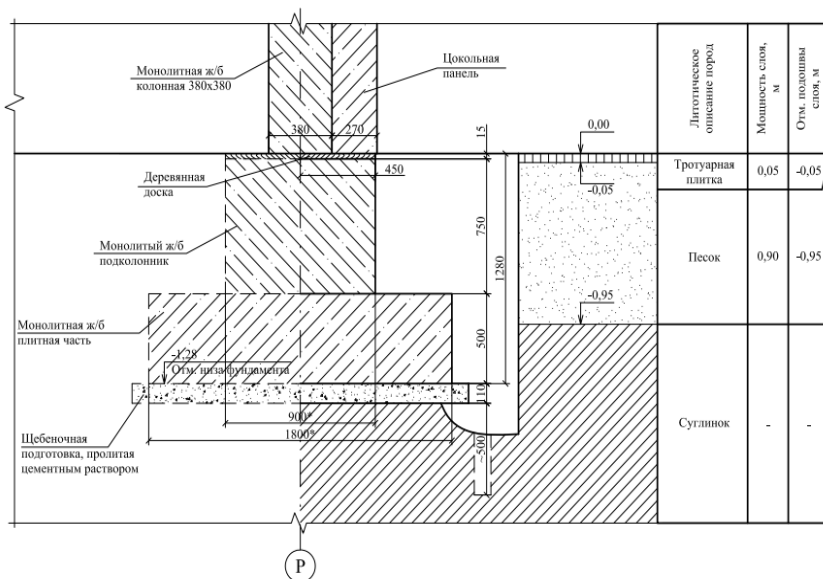 Монолитная ж/б
колонная 380х380
Цокольная
панель
380
270
15
0,00
Деревянная
доска
450
-0,05
Монолитый ж/б
подколонник
750
1280
-0,95
Монолитная ж/б
плитная часть
-1,28
Отм. низа фундамента
500
110
900*
1800*
~500
Щебеночная
подготовка, пролитая
цементным раствором
Р
Литотическое
описание пород
Мощность слоя,
м
Отм. подошвы
слоя, м
Тротуарная
плитка
0,05
-0,05
Песок
0,90
-0,95
Суглинок
-
-